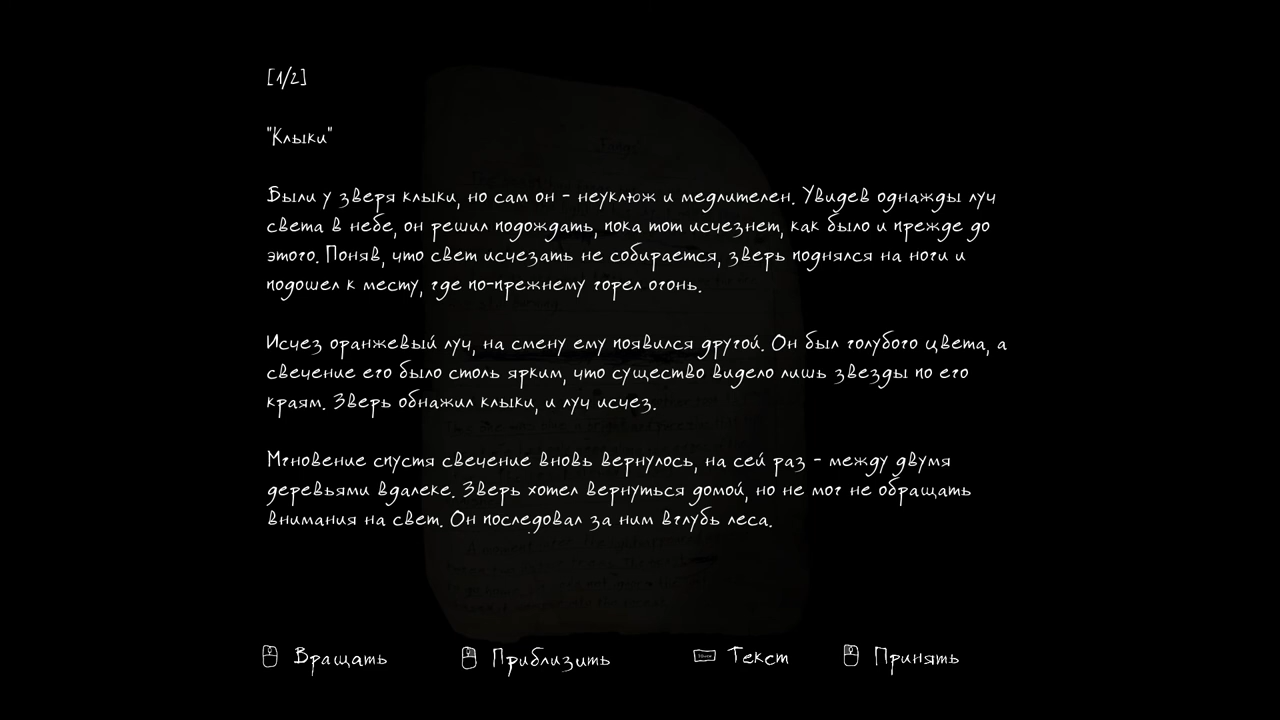 [1/2]
"Клыки"
Были у зверя клыки, но сам он - неуклюж и медлителен. Увидев однажды луч
света в небе, он решил подождать, пока тот исчезнет, как было и прежде до
этого. Поняв, что свет исчезать не собирается, зверь поднялся на ноги и
подошел к месту, где по-прежнему горел огонь.
Исчез оранжевый луч, на смену ему появился другой. Он был голубого цвета, а
свечение его было столь ярким, что существо видело лишь звезды по его
краям. Зверь обнажил клыки, и луч исчез.
Мгновение спустя свечение вновь вернулось, на сей раз - между двумя
деревьями вдалеке. Зверь хотел вернуться домой, но не мог не обращать
внимания на свет. Он последовал за ним вглубь леса.
Вращать Приблизить Текст Принять